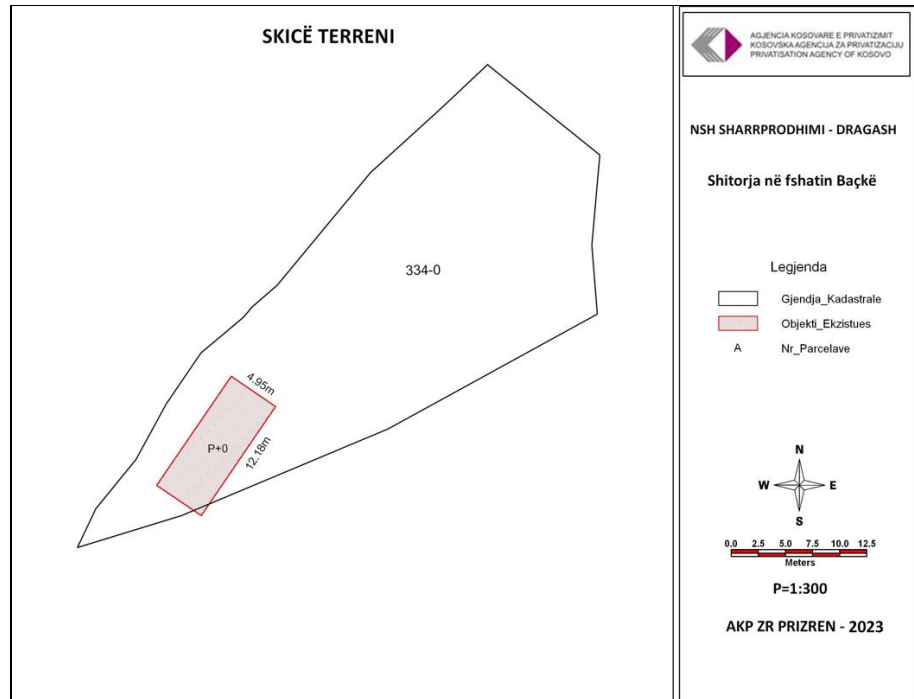 SKICË TERRENI
334-0
4.95m
12.18m
P+0
AGJENCIA KOSOVARE E PRIVATIZIMIT
KOSOVSKA AGENCIJA ZA PRIVATIZACIJU
PRIVATISATION AGENCY OF KOSOVO
NSH SHARRPRODHIMI - DRAGASH
Shitorja në fshatin Baçkë
Legjenda
Gjendja_Kadastrale
Objekti_Ekzistues
A Nr_Parcelave
N
W E
S
0.0 2.5 5.0 7.5 10.0 12.5
Meters
P=1:300
AKP ZR PRIZREN - 2023